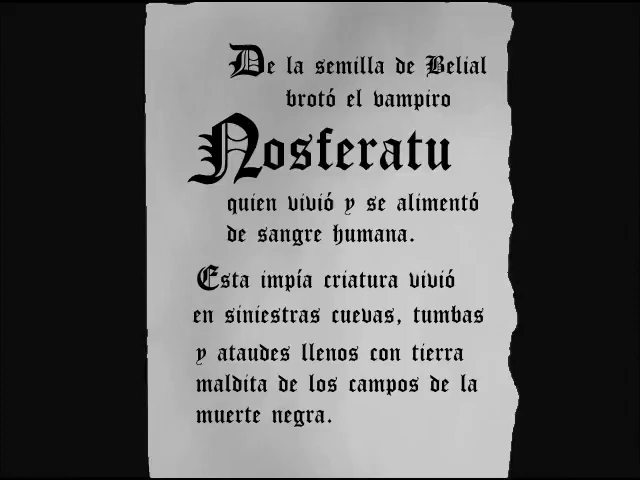 De la semilla de Belial
brotó el vampiro
Nosferatu
quien vivió y se alimentó
de sangre humana.
Esta impía criatura vivió
en siniestras cuevas, tumbas
y ataudes llenos con tierra
maldita de los campos de la
muerte negra.